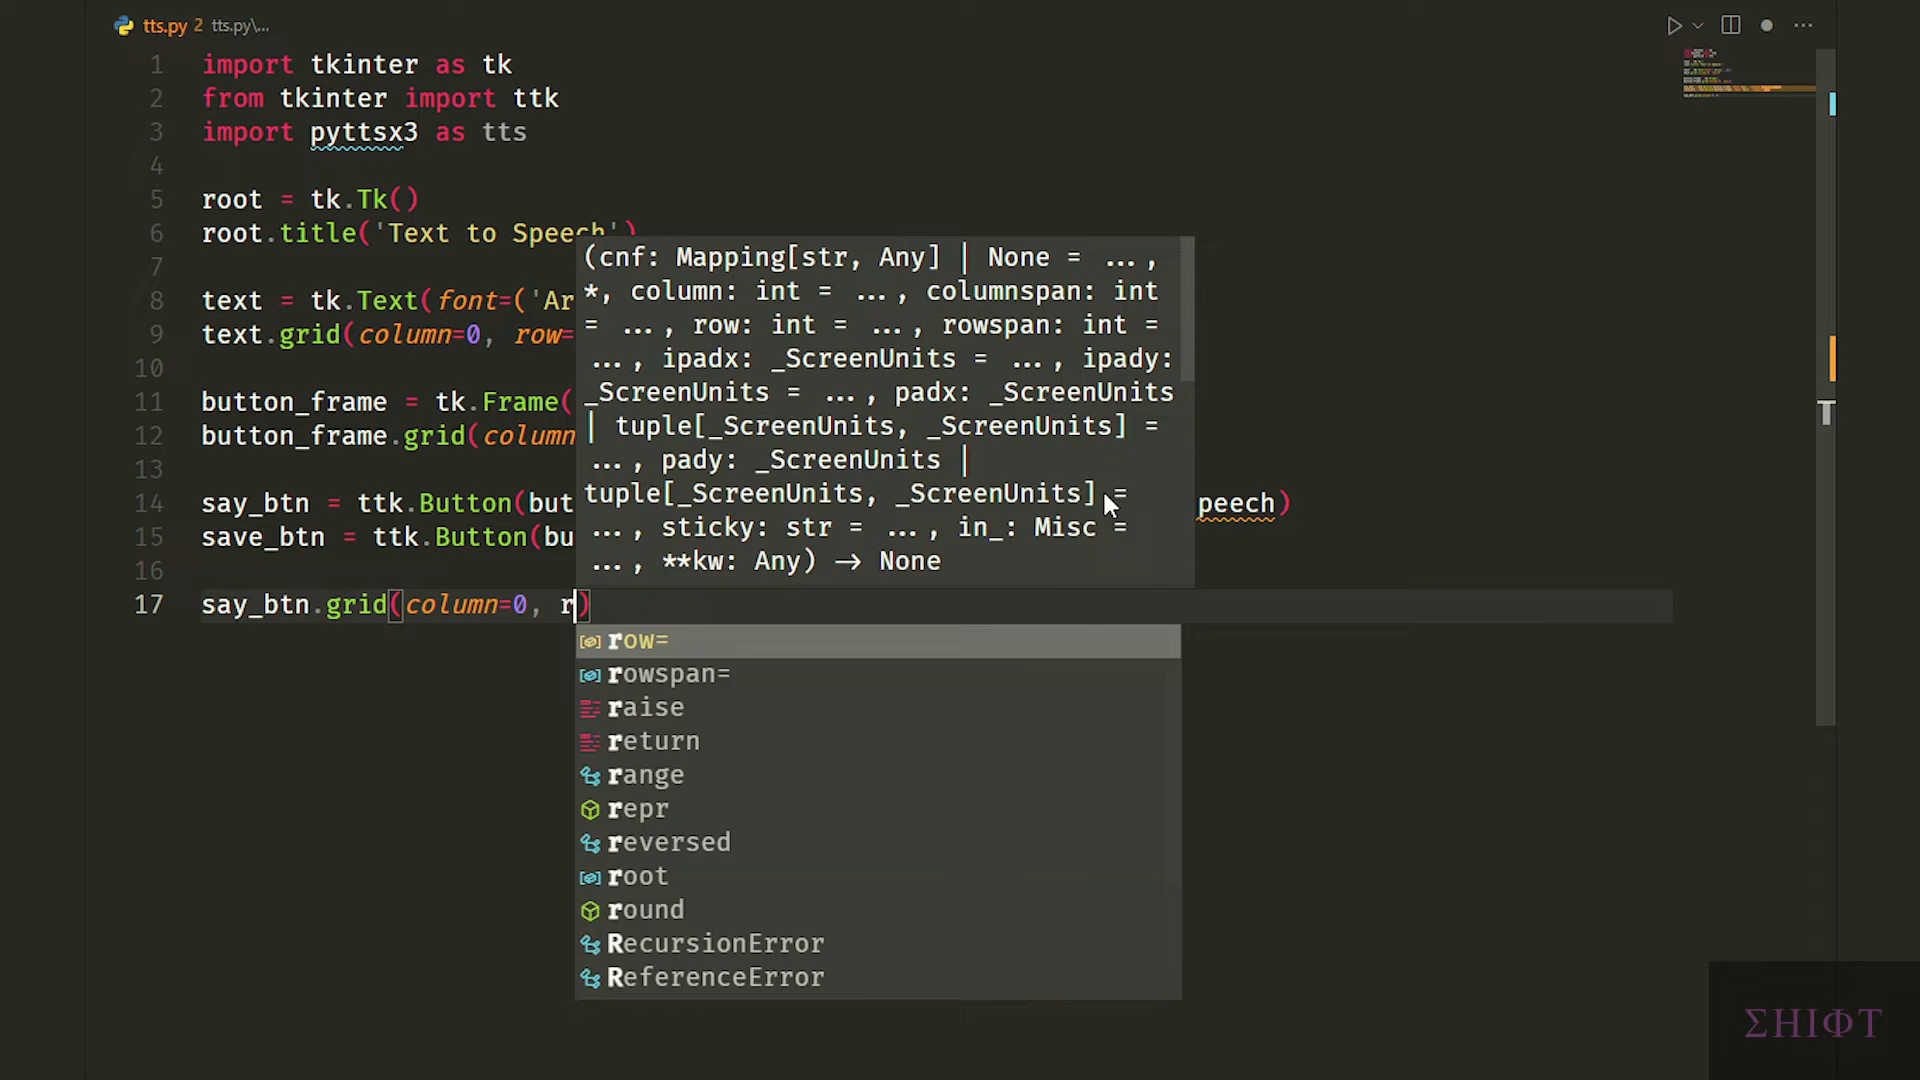 tts.py 2 tts.py\...
1 import tkinter as tk
2 from tkinter import ttk
3 import pyttsx3 as tts
4
5 root = tk.Tk()
6 root.title('Text to Speech')
7
8 text = tk.Text(font=('Ar
9 text.grid(column=0, row=
10
11 button_frame = tk.Frame(
12 button_frame.grid(column
13
14 say_btn = ttk.Button(but peech)
15 save_btn = ttk.Button(bu
16
17 say_btn.grid(column=0, r)
(cnf: Mapping[str, Any] | None = ...,
*, column: int = ..., columnspan: int
= ..., row: int = ..., rowspan: int =
..., ipadx: _ScreenUnits = ..., ipady:
_ScreenUnits = ..., padx: _ScreenUnits
| tuple[_ScreenUnits, _ScreenUnits] =
..., pady: _ScreenUnits |
tuple[_ScreenUnits, _ScreenUnits] =
..., sticky: str = ..., in_: Misc =
..., **kw: Any) -> None
row=
rowspan=
raise
return
range
repr
reversed
root
round
RecursionError
ReferenceError
ΣHIΦT